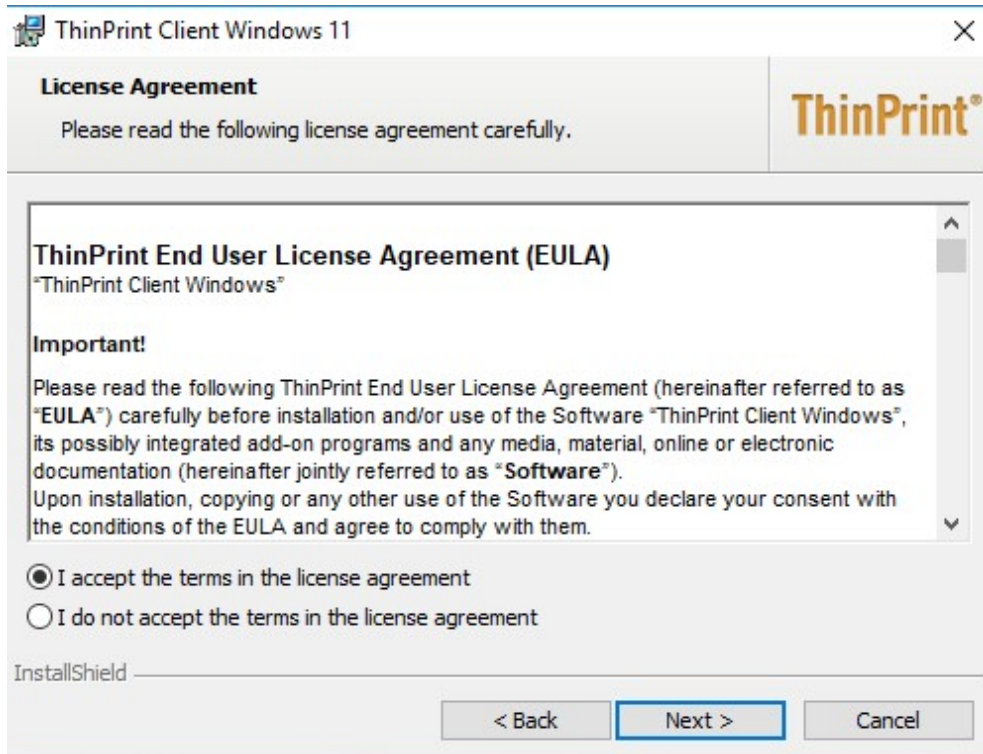 ThinPrint Client Windows 11
License Agreement
Please read the following license agreement carefully.
ThinPrint®
ThinPrint End User License Agreement (EULA)
“ThinPrint Client Windows”
Important!
Please read the following ThinPrint End User License Agreement (hereinafter referred to as
“EULA”) carefully before installation and/or use of the Software “ThinPrint Client Windows”,
its possibly integrated add-on programs and any media, material, online or electronic
documentation (hereinafter jointly referred to as “Software”).
Upon installation, copying or any other use of the Software you declare your consent with
the conditions of the EULA and agree to comply with them.
I accept the terms in the license agreement
I do not accept the terms in the license agreement
InstallShield
< Back Next > Cancel